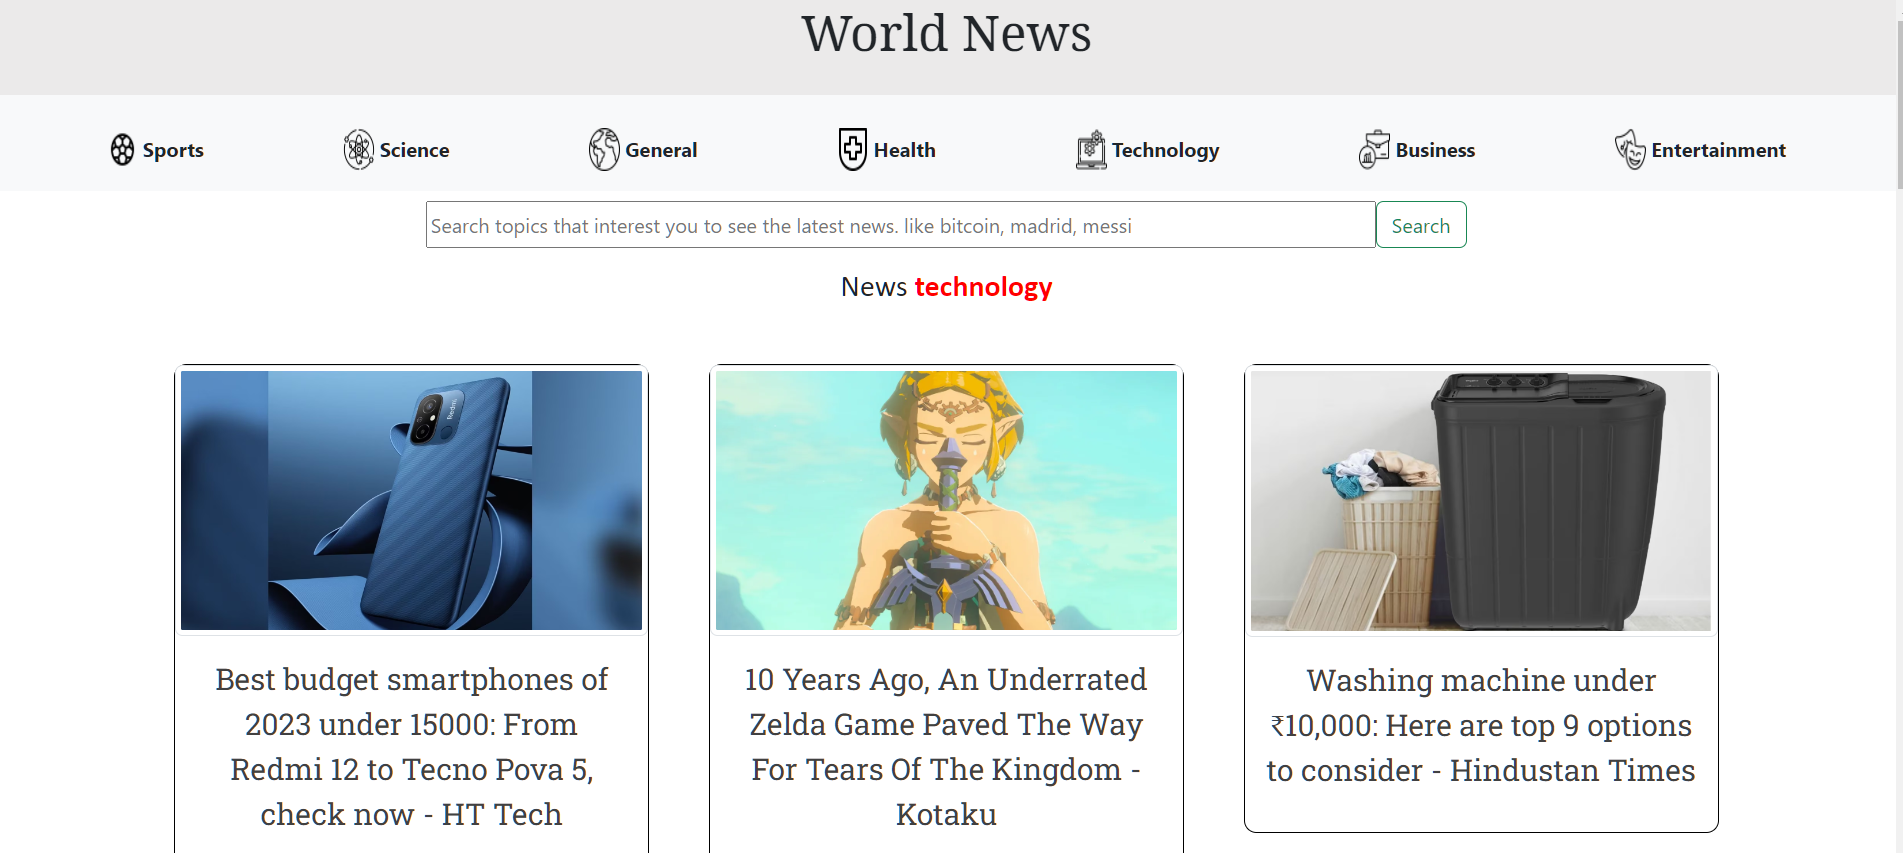 World News
Sports
Science
General
Health
Technology
Business
Entertainment
Search topics that interest you to see the latest news. like bitcoin, madrid, messi
Search
News technology
Redmi
Best budget smartphones of
2023 under 15000: From
Redmi 12 to Tecno Pova 5,
check now - HT Tech
10 Years Ago, An Underrated
Zelda Game Paved The Way
For Tears Of The Kingdom -
Kotaku
Washing machine under
₹10,000: Here are top 9 options
to consider - Hindustan Times